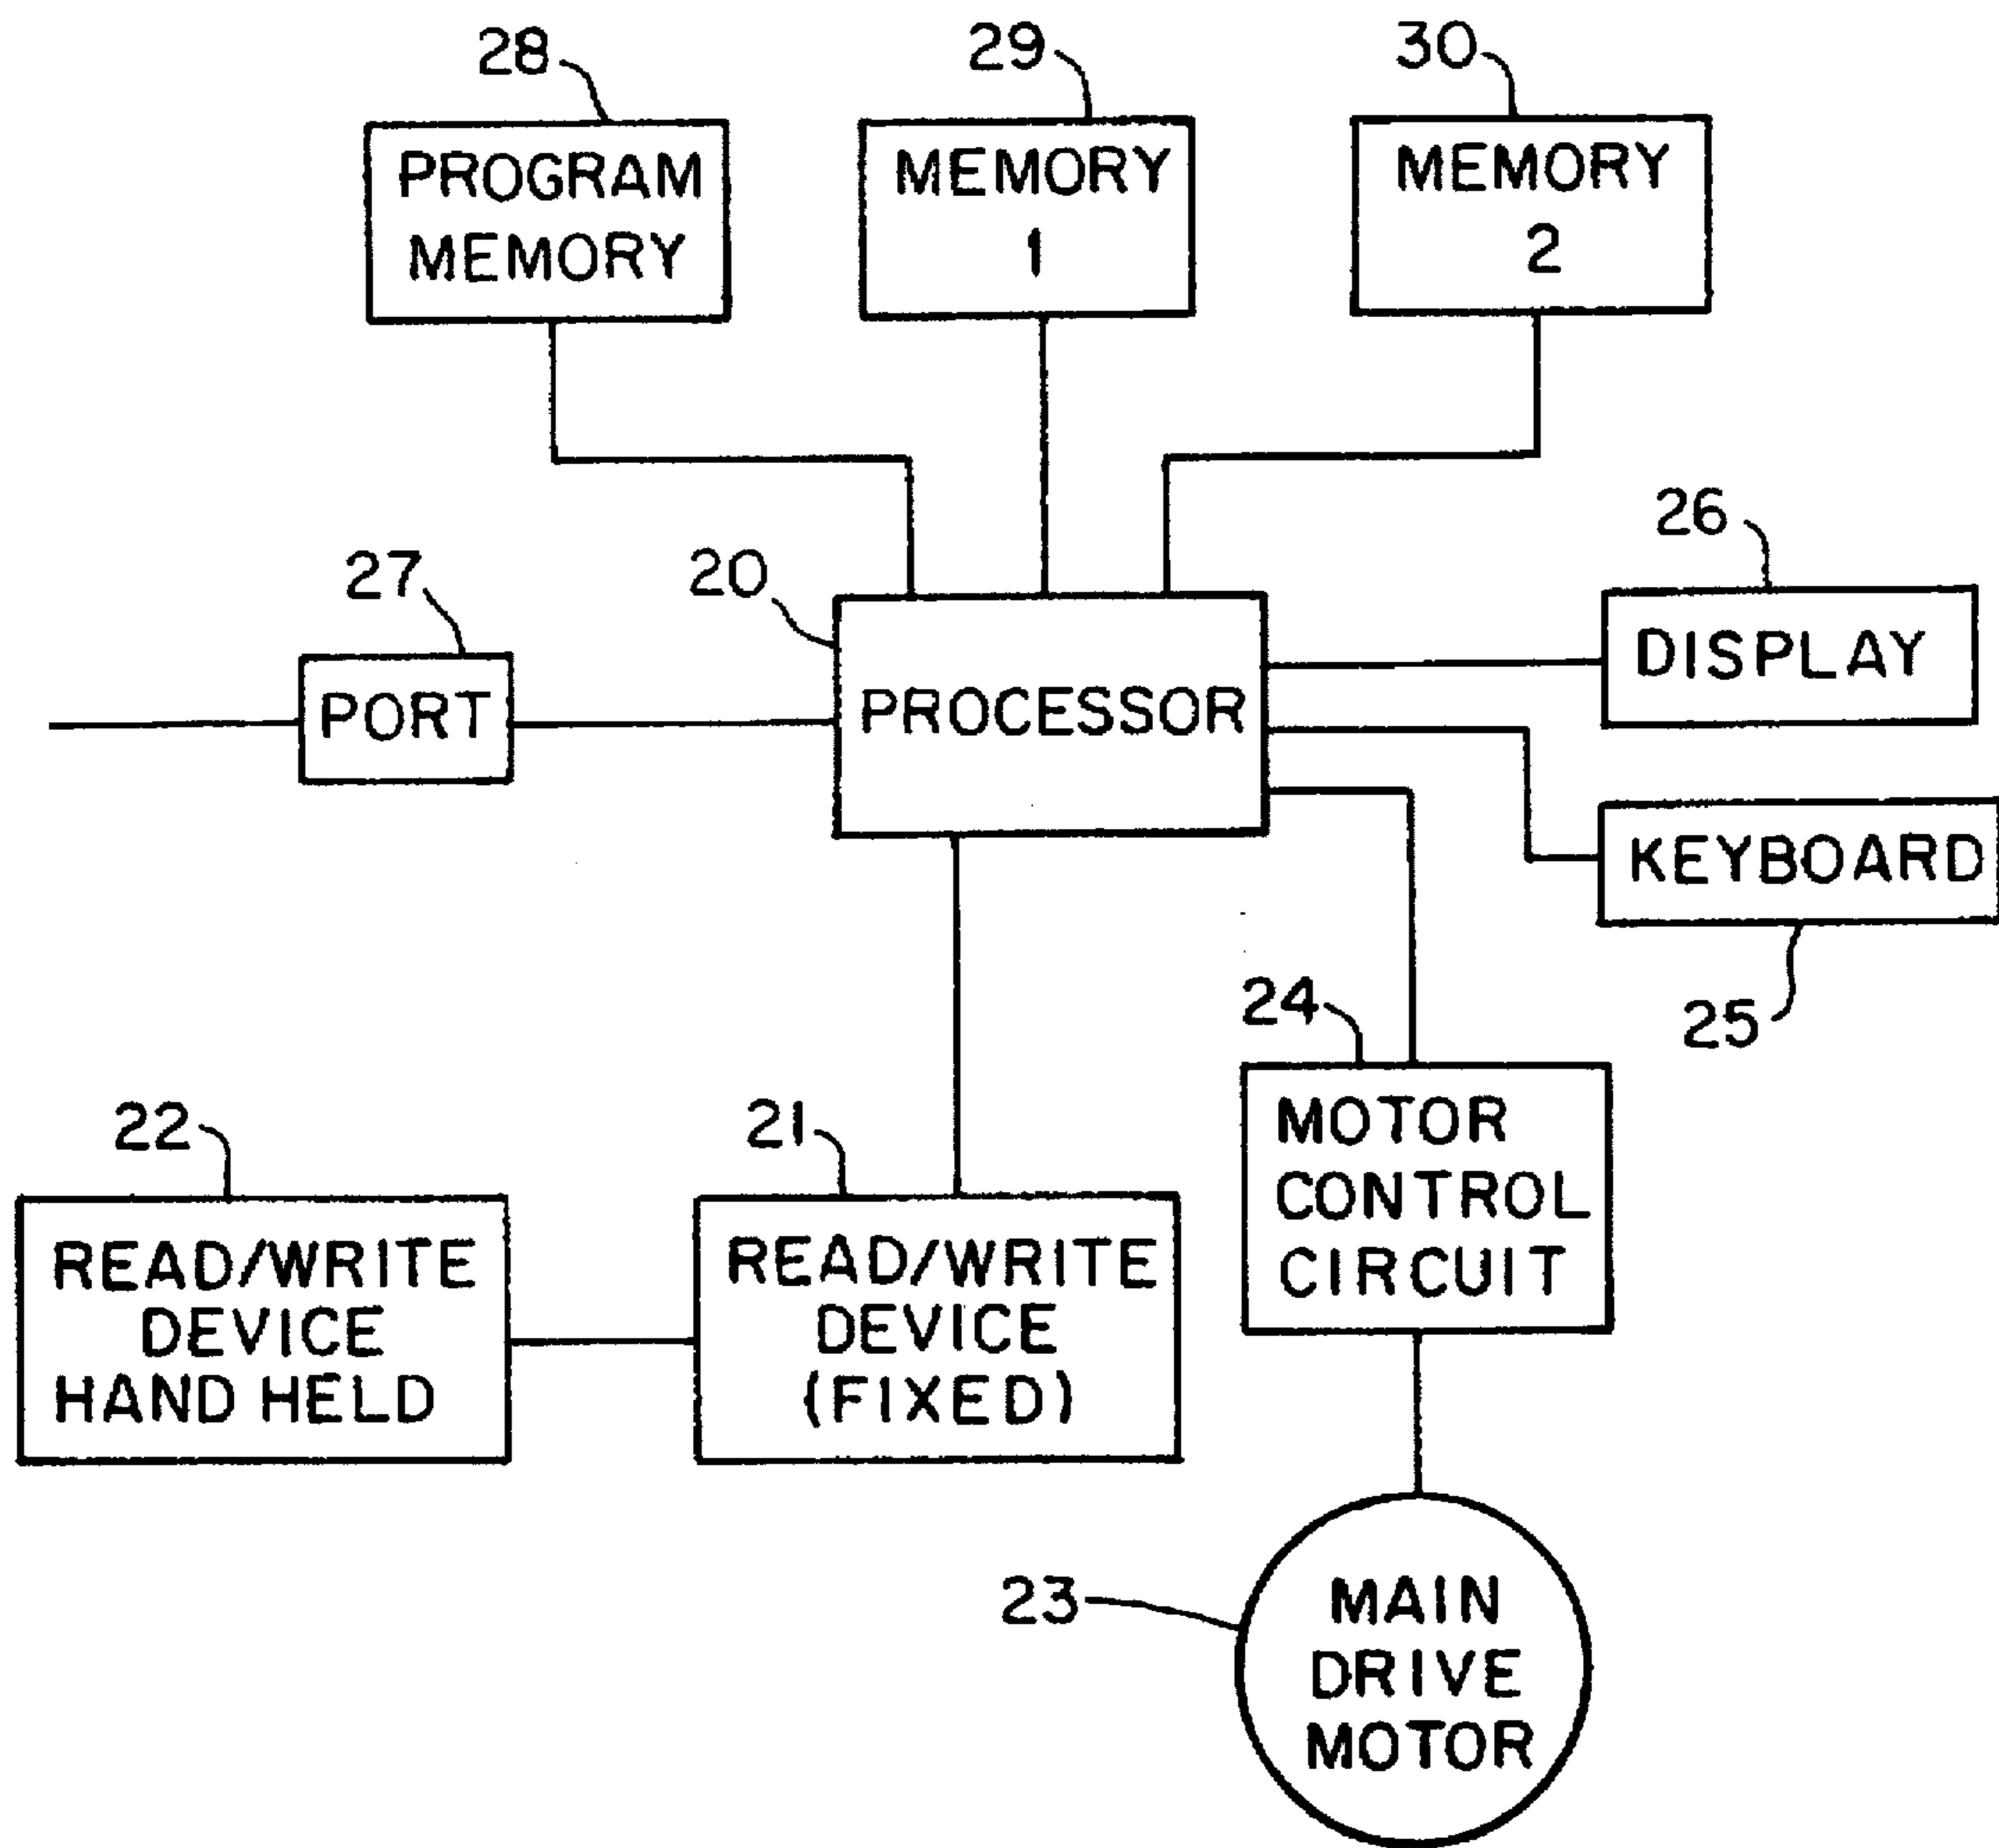 28
29
30
PROGRAM
MEMORY
MEMORY
1
MEMORY
2
26
27
20
DISPLAY
PORT
PROCESSOR
KEYBOARD
25
24
22
21
MOTOR
CONTROL
CIRCUIT
READ/WRITE
DEVICE
HAND HELD
READ/WRITE
DEVICE
(FIXED)
23
MAIN
DRIVE
MOTOR